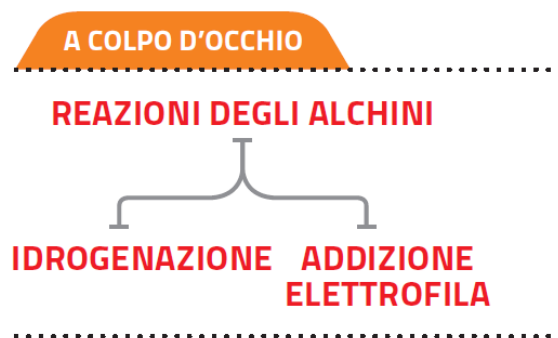 A COLPO D'OCCHIO
REAZIONI DEGLI ALCHINI
IDROGENAZIONE
ADDIZIONE
ELETTROFILA